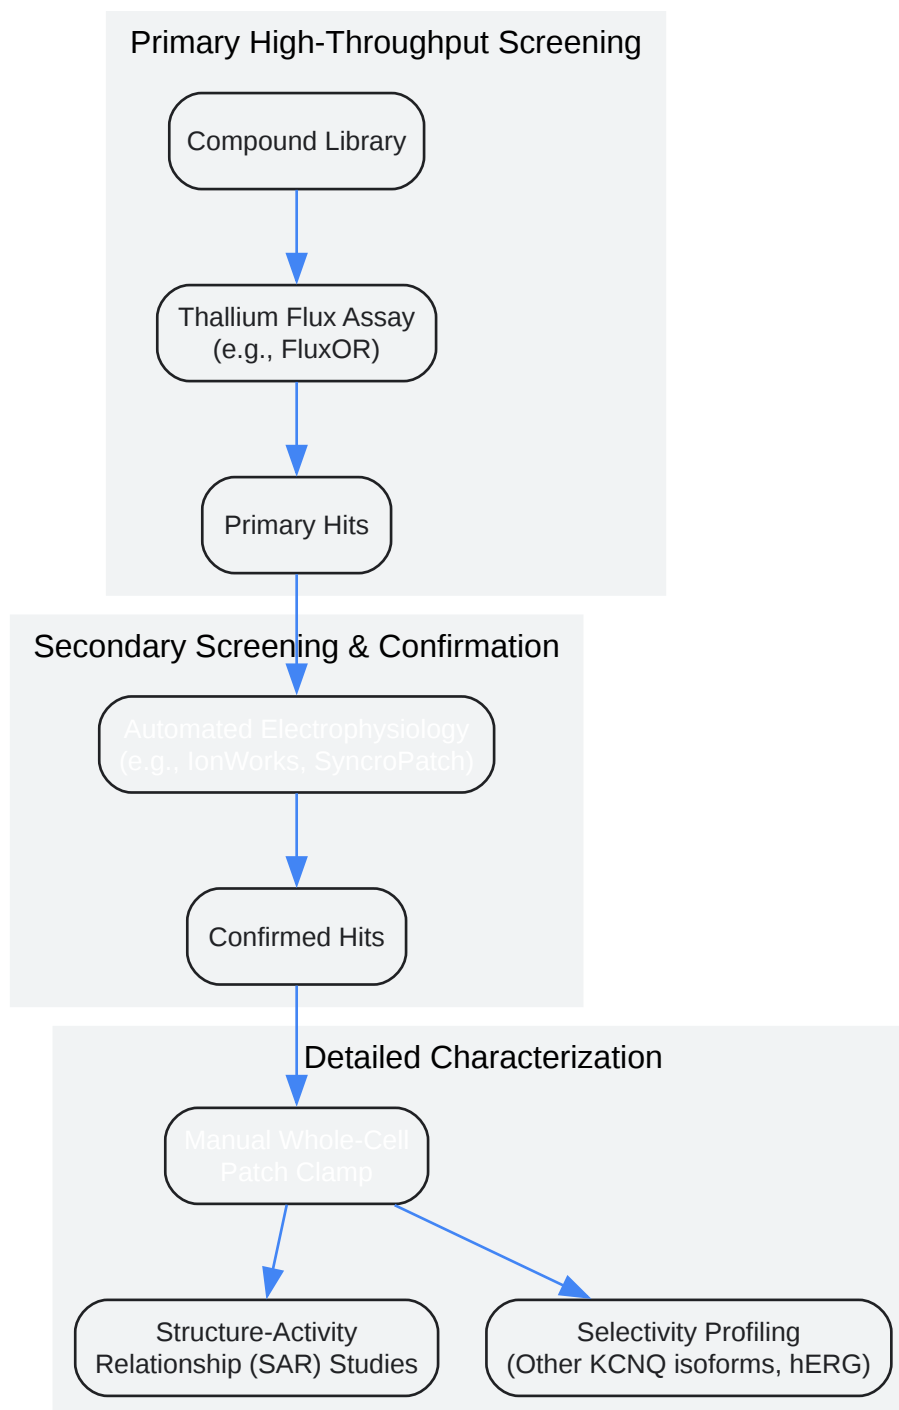 Primary High-Throughput Screening
Compound Library
Thallium Flux Assay
(e.g., FluxOR)
Primary Hits
Secondary Screening & Confirmation
Automated Electrophysiology
(e.g., IonWorks, SyncroPatch)
Confirmed Hits
Detailed Characterization
Manual Whole-Cell
Patch Clamp
Structure-Activity
Relationship (SAR) Studies
Selectivity Profiling
(Other KCNQ isoforms, hERG)